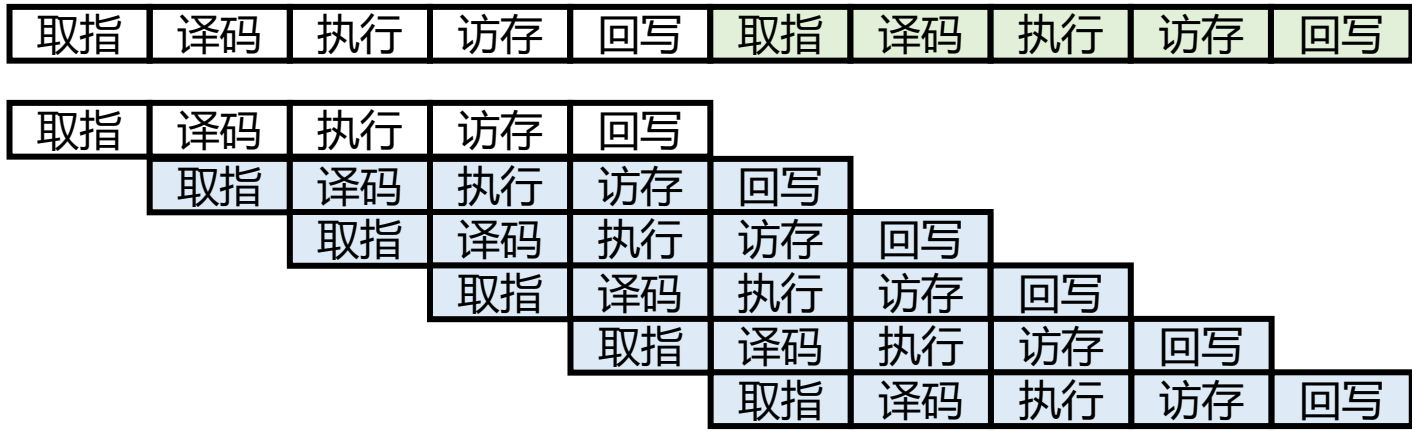 取指 译码 执行 访存 回写 取指 译码 执行 访存 回写
取指 译码 执行 访存 回写
取指 译码 执行 访存 回写
取指 译码 执行 访存 回写
取指 译码 执行 访存 回写
取指 译码 执行 访存 回写
取指 译码 执行 访存 回写